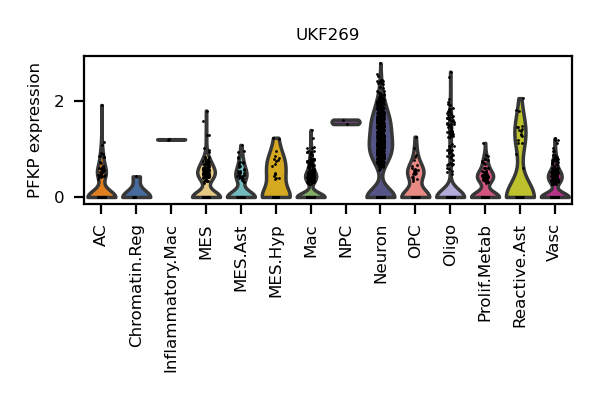 UKF269
PFKP expression
2
0
AC
Chromatin.Reg
Inflammatory.Mac
MES
MES.Ast
MES.Hyp
Mac
NPC
Neuron
OPC
Oligo
Prolif.Metab
Reactive.Ast
Vasc